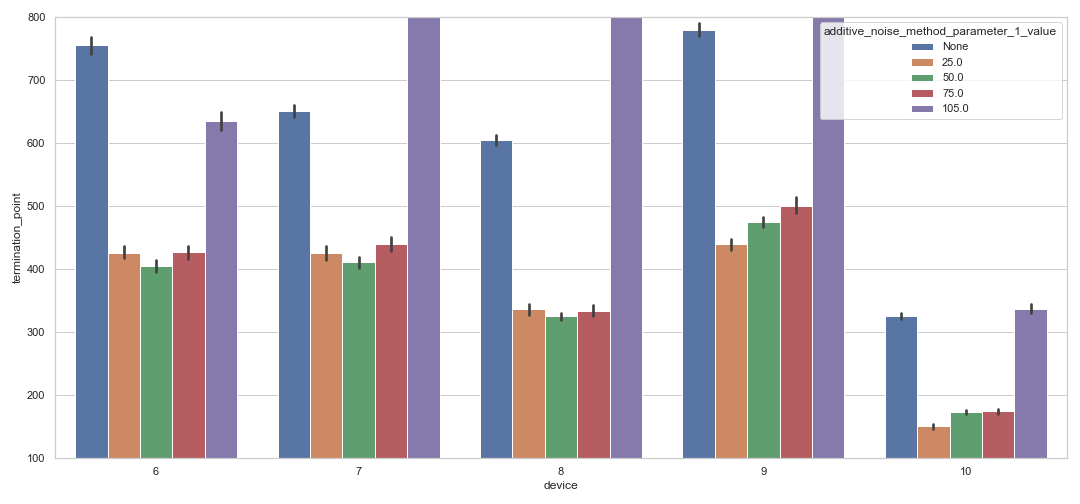 800
700
600
500
400
300
200
100
termination_point
additive_noise_method_parameter_1_value
None
25.0
50.0
75.0
105.0
6 7 8 9 10
device